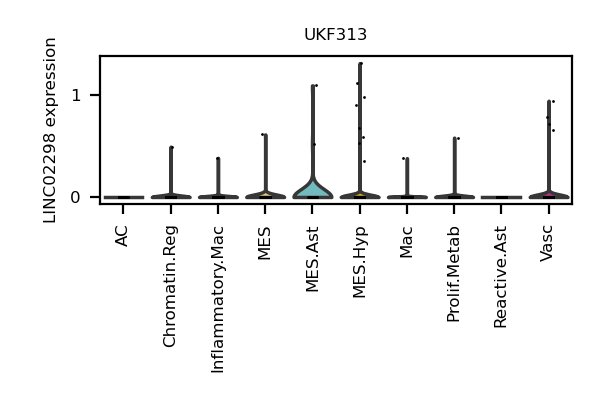 UKF313
LINC02298 expression
1
0
AC
Chromatin.Reg
Inflammatory.Mac
MES
MES.Ast
MES.Hyp
Mac
Prolif.Metab
Reactive.Ast
Vasc